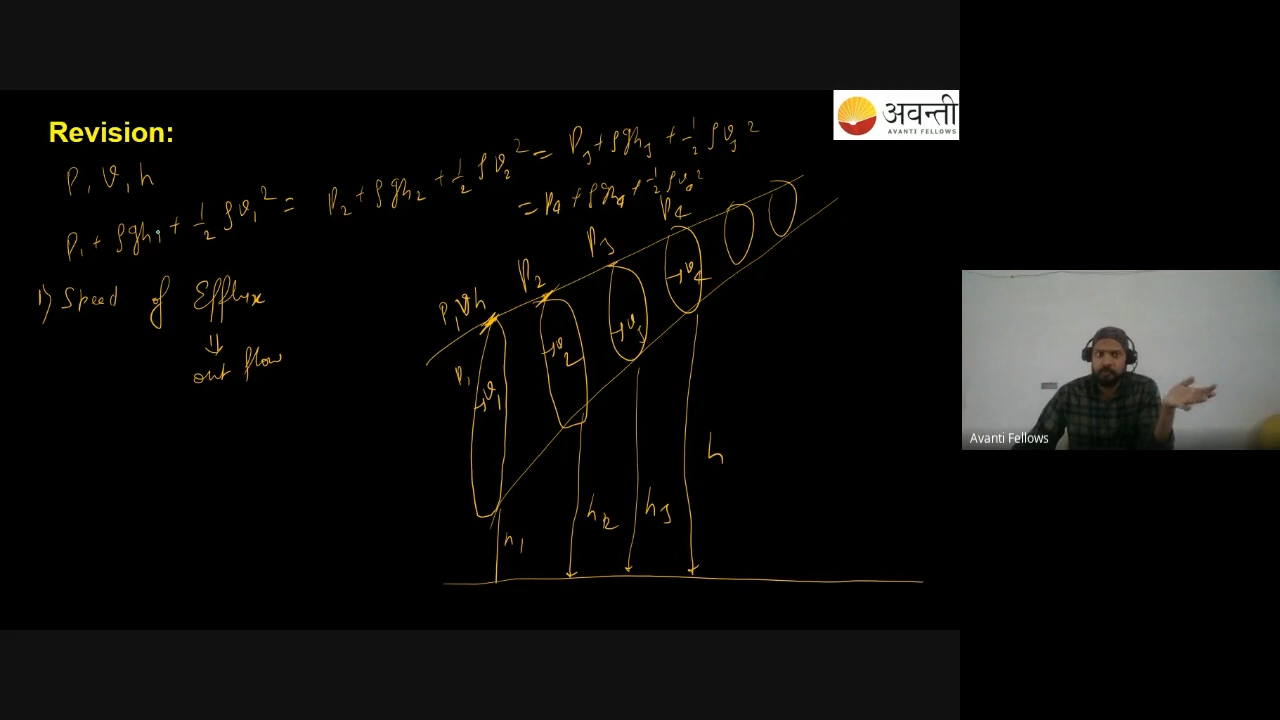 Revision:
अवन्ती
AVANTI FELLOWS
P, v, h
P₁ + ρgh₁ + ½ρv₁² = P₂ + ρgh₂ + ½ρv₂² = P₃ + ρgh₃ + ½ρv₃²
= P₄ + ρgh₄ + ½ρv₄²
1) Speed of Efflux
⇓
out flow
P, v, h
P₂
P₃
P₄
P₁
v₁
v₂
v₃
v₄
h₁
h₂
h₃
h
Avanti Fellows